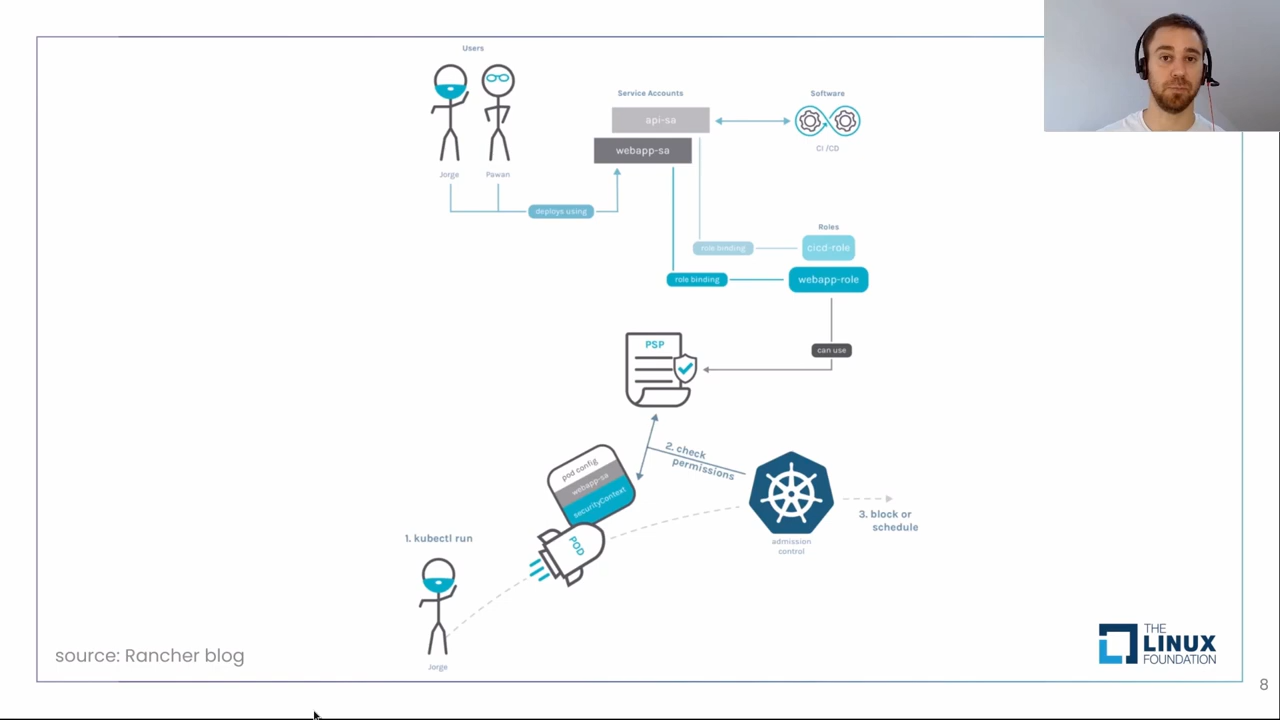 Users
Service Accounts
Software
api-sa
webapp-sa
CI /CD
Jorge
Pawan
deploys using
Roles
role binding
cicd-role
role binding
webapp-role
PSP
can use
2. check
permissions
pod config
webapp-sa
securityContext
POD
3. block or
schedule
1. kubectl run
admission
control
Jorge
source: Rancher blog
THE
LINUX
FOUNDATION
8